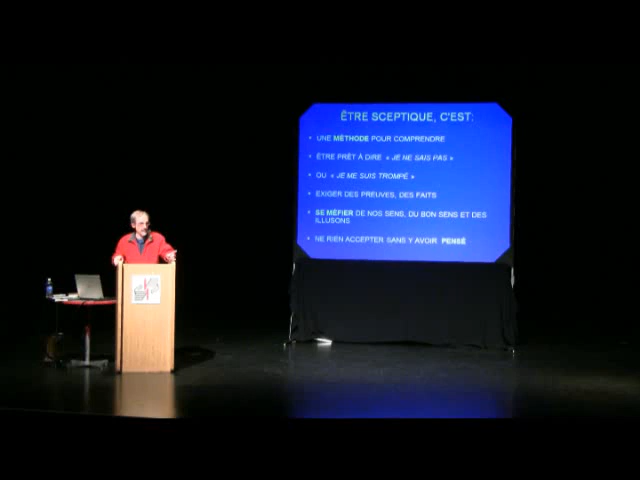 ÊTRE SCEPTIQUE, C'EST:
• UNE MÉTHODE POUR COMPRENDRE
• ÊTRE PRÊT À DIRE « JE NE SAIS PAS »
• OU « JE ME SUIS TROMPÉ »
• EXIGER DES PREUVES, DES FAITS
• SE MÉFIER DE NOS SENS, DU BON SENS ET DES
ILLUSONS
• NE RIEN ACCEPTER SANS Y AVOIR PENSÉ